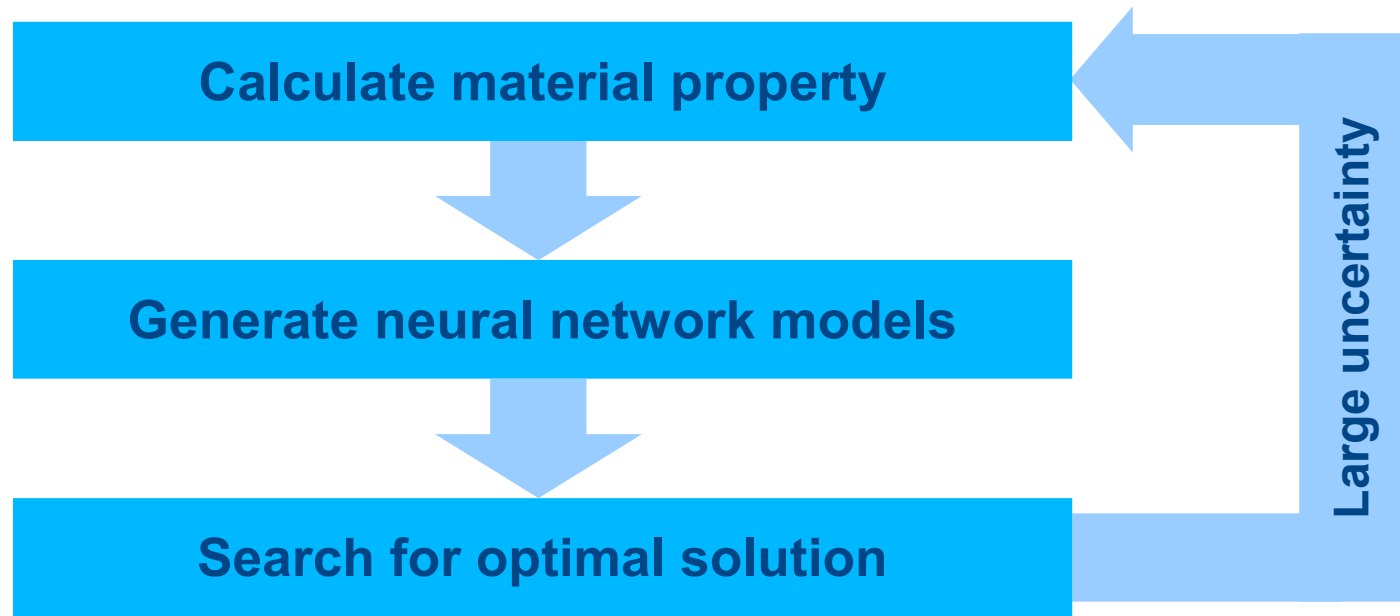 Calculate material property
Generate neural network models
Search for optimal solution
Large uncertainty